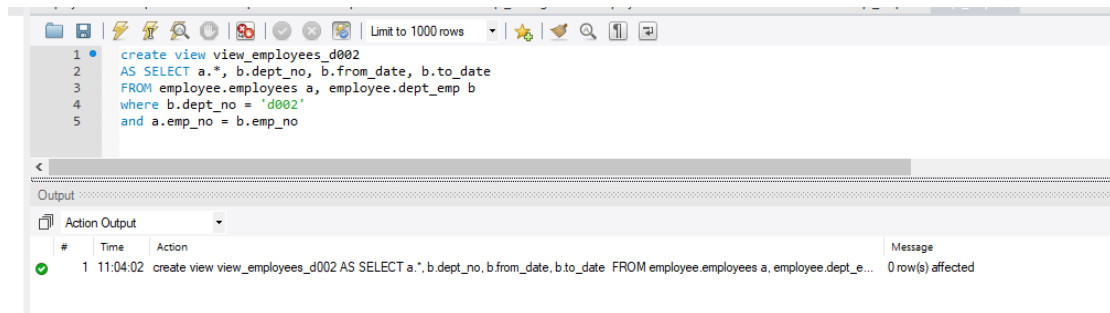 Limit to 1000 rows
1 create view view_employees_d002
2 AS SELECT a.*, b.dept_no, b.from_date, b.to_date
3 FROM employee.employees a, employee.dept_emp b
4 where b.dept_no = 'd002'
5 and a.emp_no = b.emp_no
Output
Action Output
# Time Action Message
1 11:04:02 create view view_employees_d002 AS SELECT a.*, b.dept_no, b.from_date, b.to_date FROM employee.employees a, employee.dept_e... 0 row(s) affected